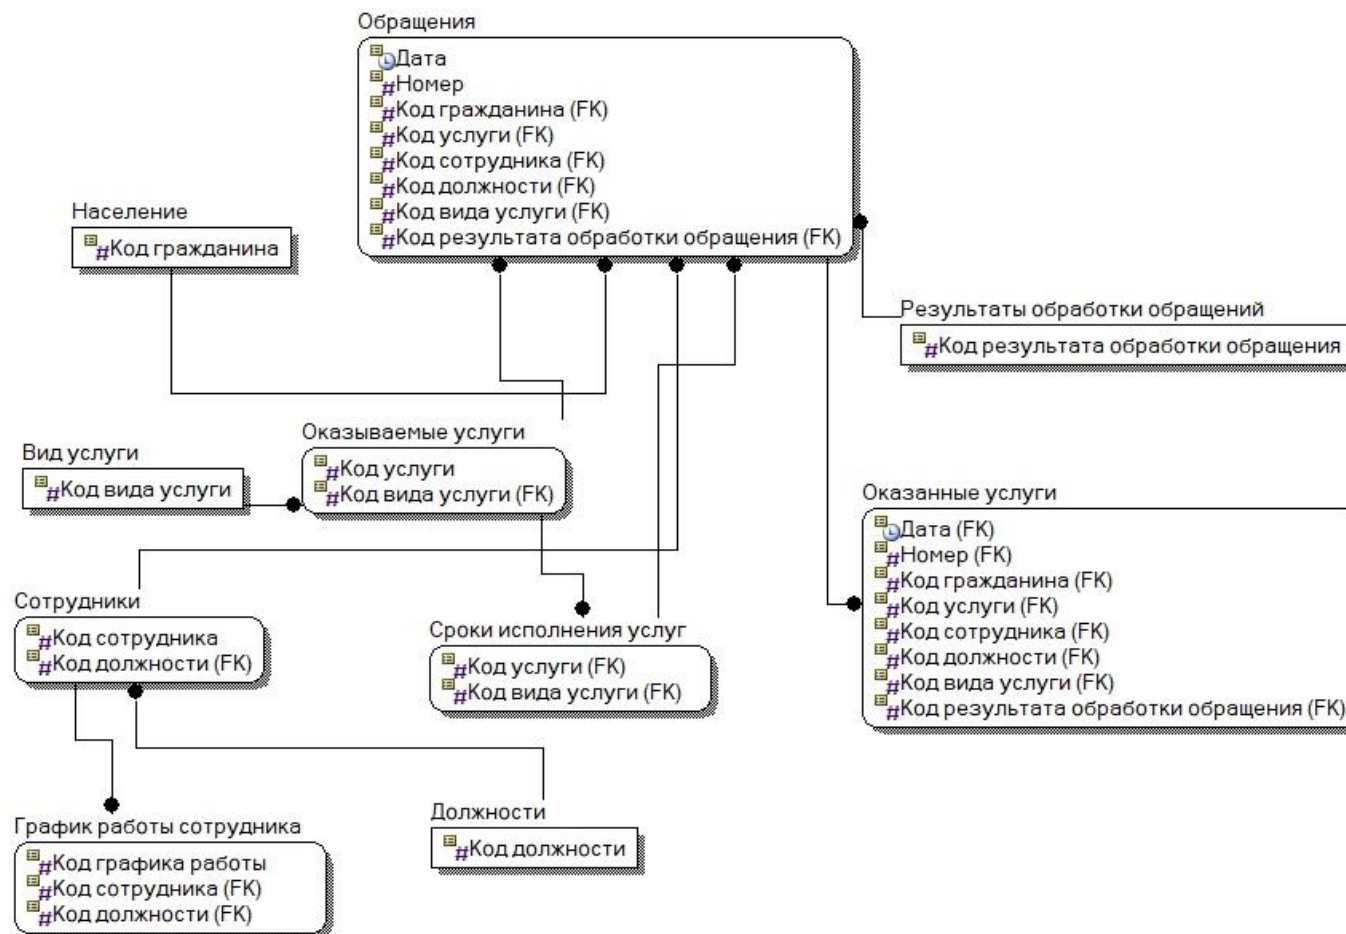 Обращения
Дата
#Номер
#Код гражданина (FK)
#Код услуги (FK)
#Код сотрудника (FK)
#Код должности (FK)
#Код вида услуги (FK)
#Код результата обработки обращения (FK)
Население
#Код гражданина
Результаты обработки обращений
#Код результата обработки обращения
Вид услуги
#Код вида услуги
Оказываемые услуги
#Код услуги
#Код вида услуги (FK)
Оказанные услуги
Дата (FK)
#Номер (FK)
#Код гражданина (FK)
#Код услуги (FK)
#Код сотрудника (FK)
#Код должности (FK)
#Код вида услуги (FK)
#Код результата обработки обращения (FK)
Сотрудники
#Код сотрудника
#Код должности (FK)
Сроки исполнения услуг
#Код услуги (FK)
#Код вида услуги (FK)
График работы сотрудника
#Код графика работы
#Код сотрудника (FK)
#Код должности (FK)
Должности
#Код должности